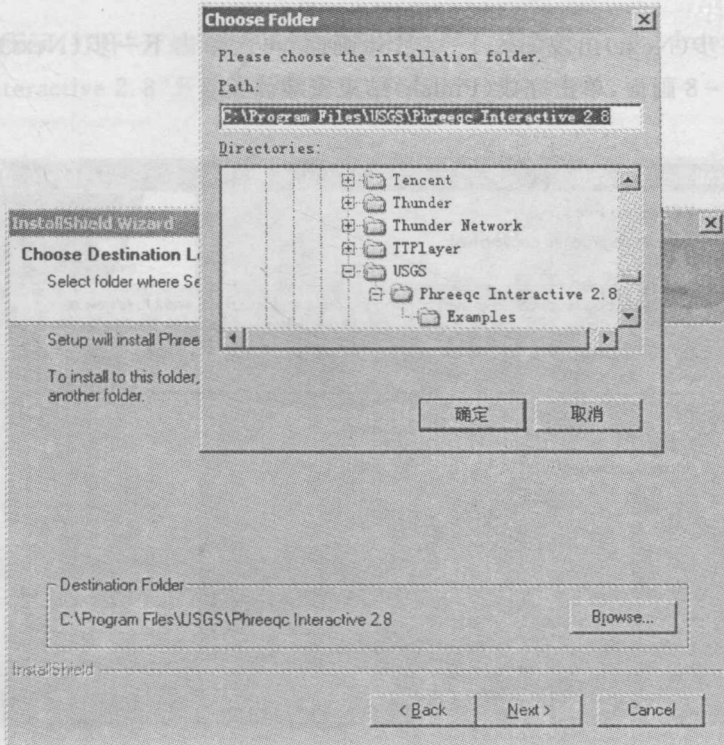 Choose Folder
Please choose the installation folder.
Path:
C:\Program Files\USGS\Phreeqc Interactive 2.8
Directories:
Tencent
Thunder
Thunder Network
TTPlayer
USGS
Phreeqc Interactive 2.8
Examples
确定 取消
InstallShield Wizard
Choose Destination L
Select folder where Se
Setup will install Phree
To install to this folder,
another folder.
Destination Folder
C:\Program Files\USGS\Phreeqc Interactive 2.8
Browse...
InstallShield
< Back Next > Cancel